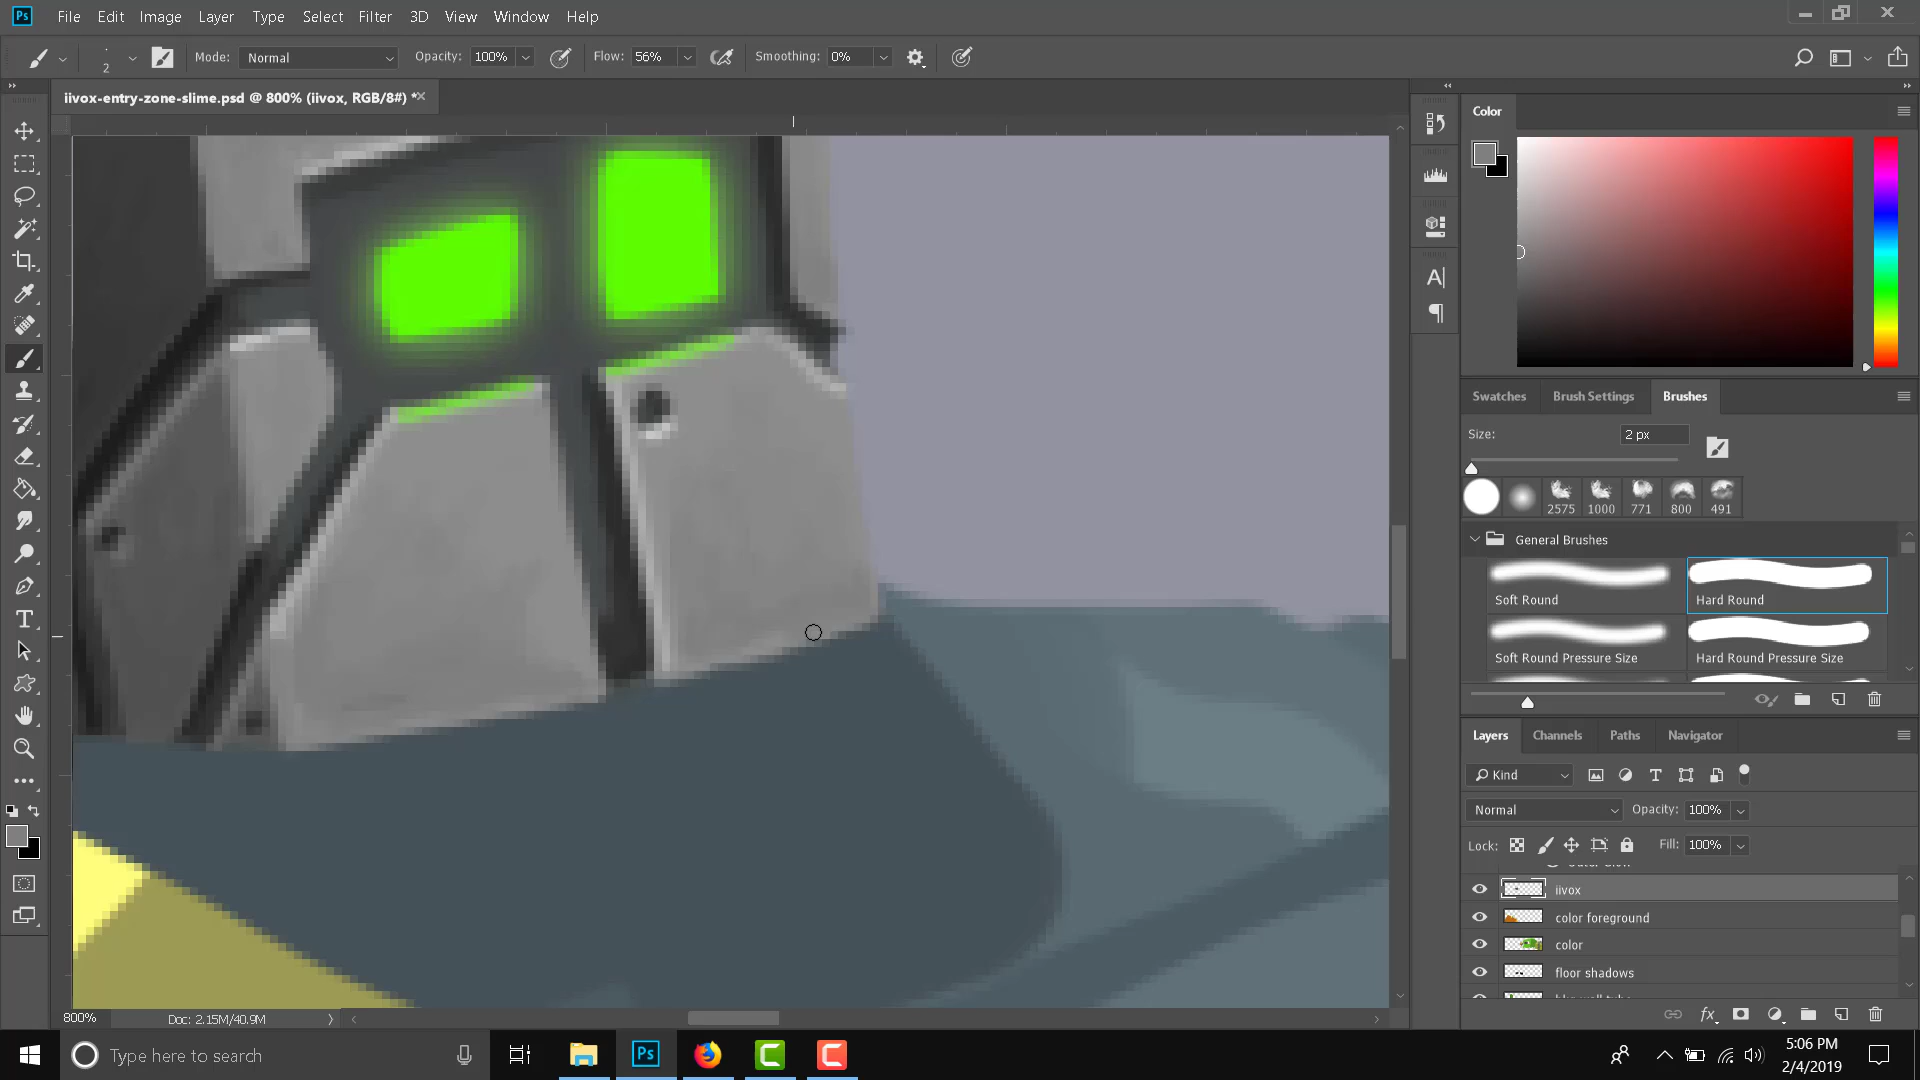 Ps File Edit Image Layer Type Select Filter 3D View Window Help
2 Mode: Normal Opacity: 100% Flow: 56% Smoothing: 0%
iivox-entry-zone-slime.psd @ 800% (iivox, RGB/8#) *
Color
Swatches Brush Settings Brushes
Size: 2 px
2575 1000 771 800 491
General Brushes
Soft Round Hard Round
Soft Round Pressure Size Hard Round Pressure Size
Layers Channels Paths Navigator
Kind
Normal Opacity: 100%
Lock: Fill: 100%
iivox
color foreground
color
floor shadows
800% Doc: 2.15M/40.9M
Type here to search
Ps
5:06 PM
2/4/2019